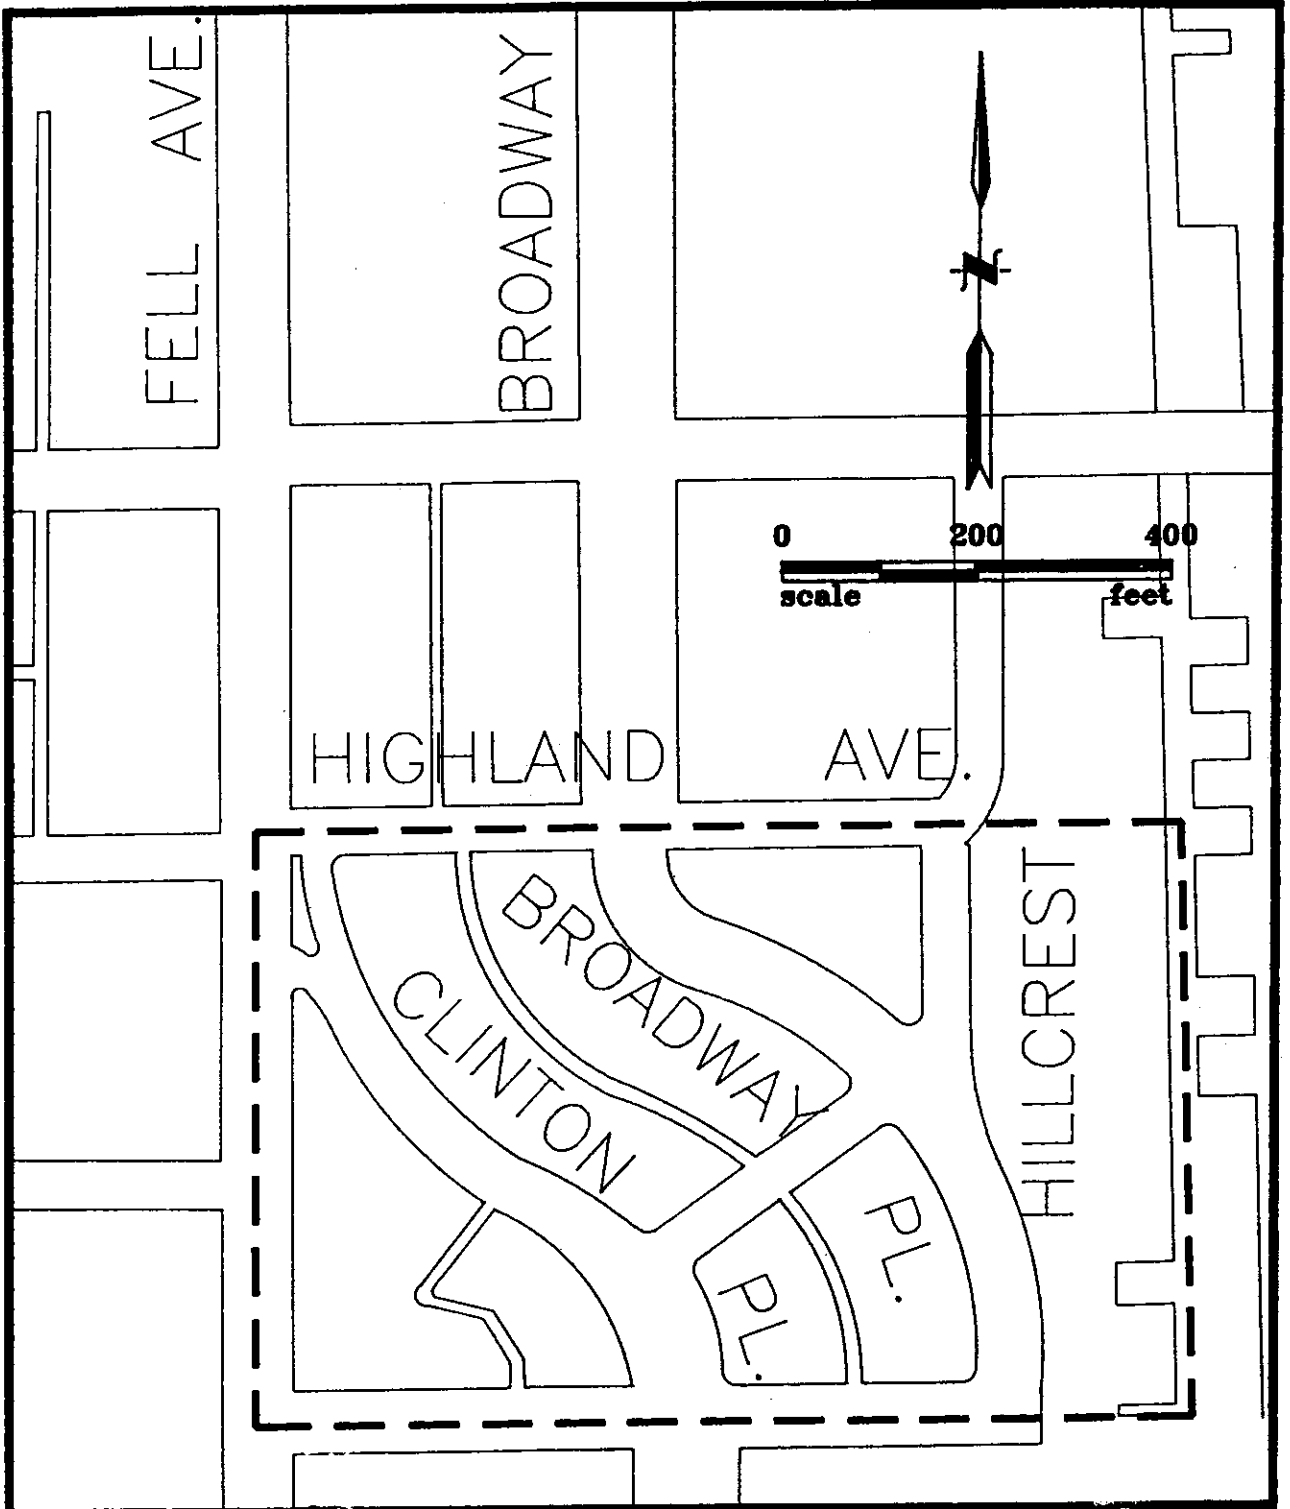 FELL AVE.
BROADWAY
N
0 200 400
scale feet
HIGHLAND AVE.
BROADWAY PL.
CLINTON PL.
HILLCREST